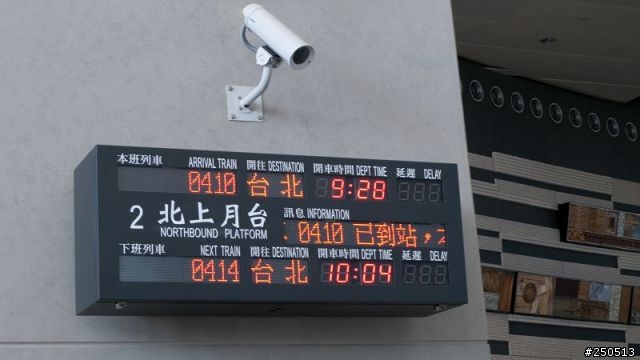 本班列車 ARRIVAL TRAIN 開往 DESTINATION 開車時間 DEPT TIME 延遲 DELAY
0410 台北 9:28
2 北上月台 訊息 INFORMATION
NORTHBOUND PLATFORM 0410 已到站，
下班列車 NEXT TRAIN 開往 DESTINATION 開車時間 DEPT TIME 延遲 DELAY
0414 台北 10:04
#250513